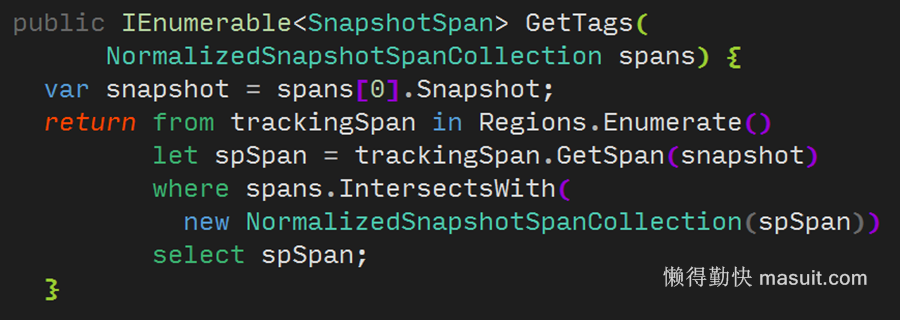 public IEnumerable<SnapshotSpan> GetTags(
NormalizedSnapshotSpanCollection spans) {
var snapshot = spans[0].Snapshot;
return from trackingSpan in Regions.Enumerate()
let spSpan = trackingSpan.GetSpan(snapshot)
where spans.IntersectsWith(
new NormalizedSnapshotSpanCollection(spSpan))
select spSpan;
}
懒得勤快 masuit.com